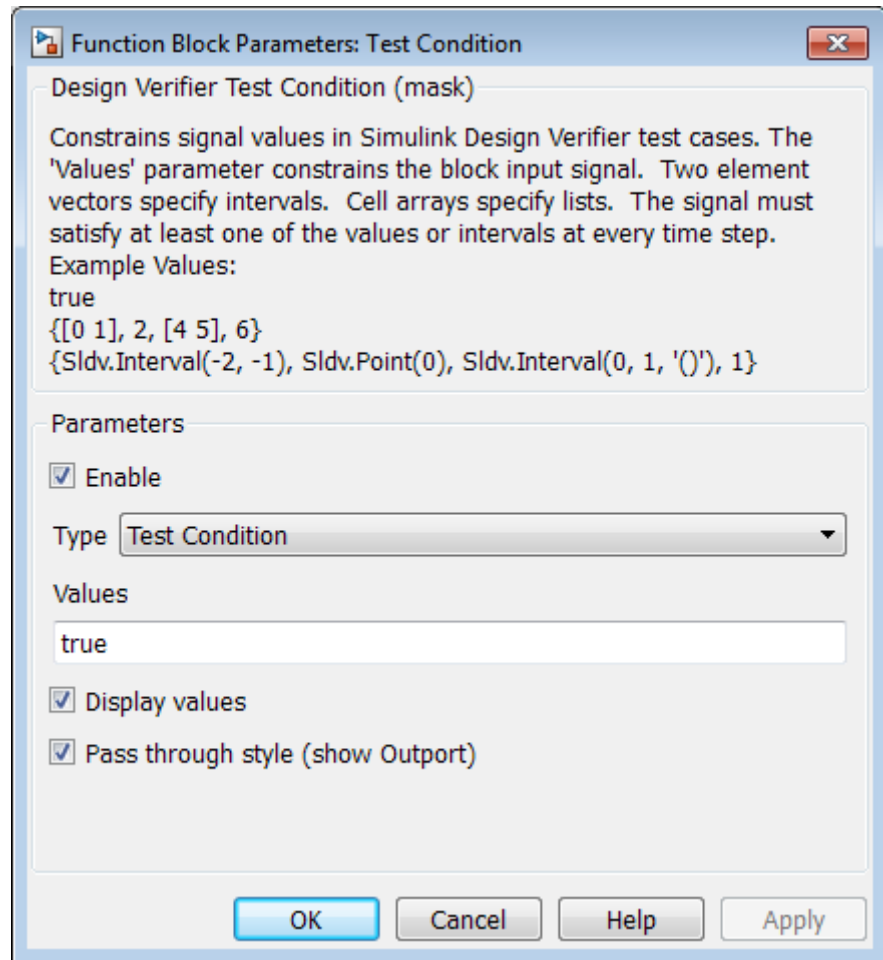 Function Block Parameters: Test Condition
Design Verifier Test Condition (mask)
Constrains signal values in Simulink Design Verifier test cases. The
'Values' parameter constrains the block input signal.  Two element
vectors specify intervals.  Cell arrays specify lists.  The signal must
satisfy at least one of the values or intervals at every time step.
Example Values:
true
{[0 1], 2, [4 5], 6}
{Sldv.Interval(-2, -1), Sldv.Point(0), Sldv.Interval(0, 1, '()'), 1}
Parameters
Enable
Type Test Condition
Values
true
Display values
Pass through style (show Outport)
OK Cancel Help Apply